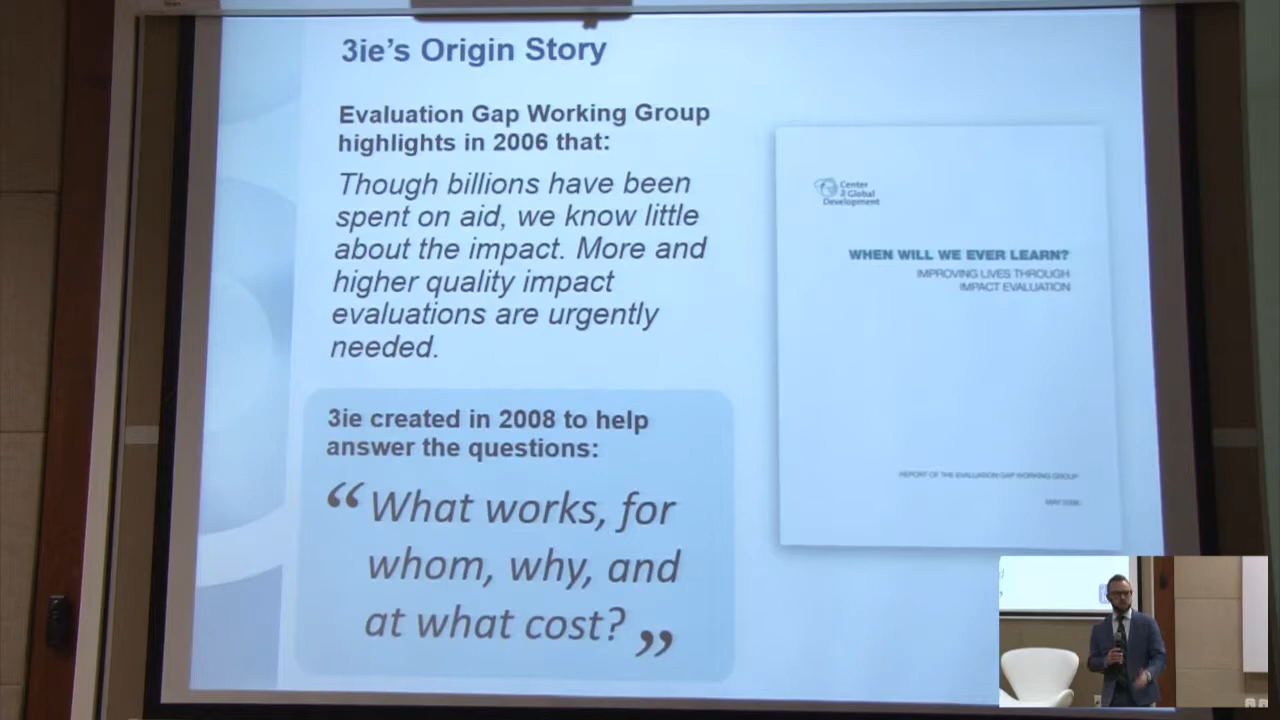 3ie's Origin Story
Evaluation Gap Working Group
highlights in 2006 that:
Though billions have been
spent on aid, we know little
about the impact. More and
higher quality impact
evaluations are urgently
needed.
3ie created in 2008 to help
answer the questions:
“ What works, for
whom, why, and
at what cost? ”
Center
for Global
Development
WHEN WILL WE EVER LEARN?
IMPROVING LIVES THROUGH
IMPACT EVALUATION
REPORT OF THE EVALUATION GAP WORKING GROUP
MAY 2006